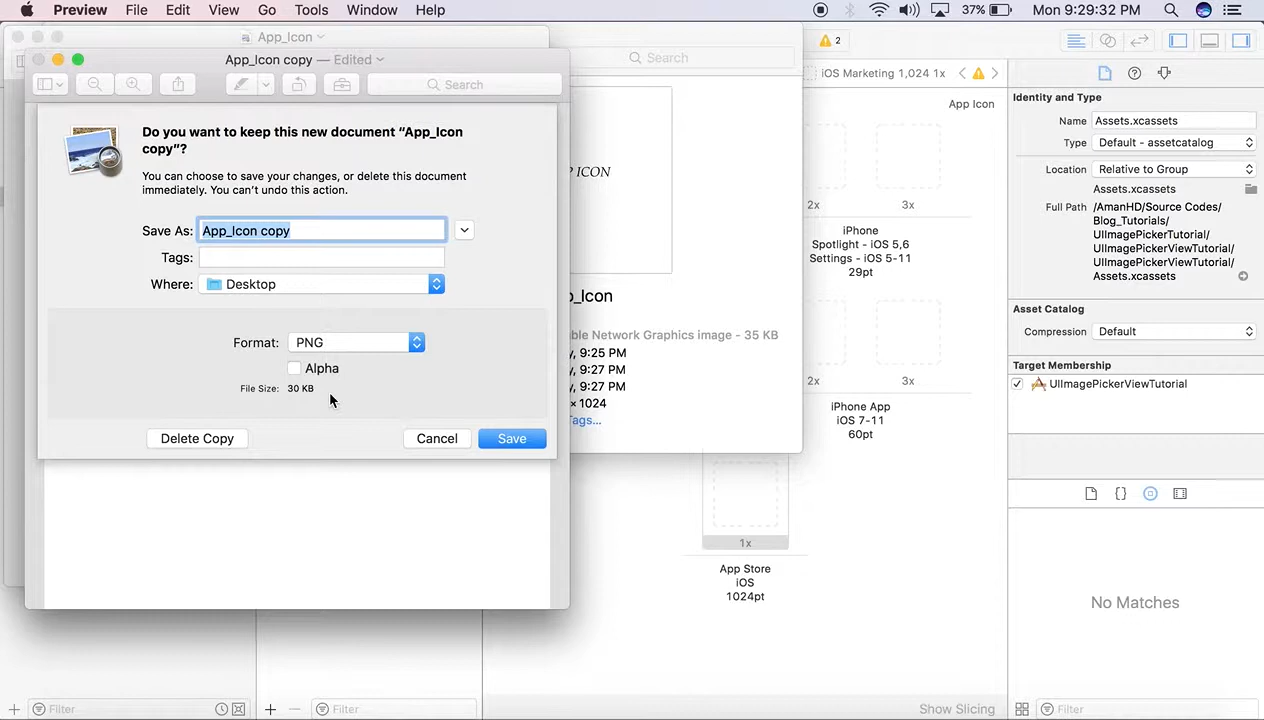 Preview File Edit View Go Tools Window Help
37% Mon 9:29:32 PM
App_Icon
App_Icon copy — Edited
Search
Search
2
iOS Marketing 1,024 1x
App Icon
Do you want to keep this new document “App_Icon
copy”?
You can choose to save your changes, or delete this document
immediately. You can’t undo this action.
Save As: App_Icon copy
Tags:
Where: Desktop
Format: PNG
Alpha
File Size: 30 KB
Delete Copy Cancel Save
P ICON
p_Icon
able Network Graphics image - 35 KB
y, 9:25 PM
y, 9:27 PM
y, 9:27 PM
× 1024
Tags...
2x 3x
iPhone
Spotlight - iOS 5,6
Settings - iOS 5-11
29pt
2x 3x
iPhone App
iOS 7-11
60pt
1x
App Store
iOS
1024pt
Identity and Type
Name Assets.xcassets
Type Default - assetcatalog
Location Relative to Group
Assets.xcassets
Full Path /AmanHD/Source Codes/
Blog_Tutorials/
UIImagePickerTutorial/
UIImagePickerViewTutorial/
UIImagePickerViewTutorial/
Assets.xcassets
Asset Catalog
Compression Default
Target Membership
UIImagePickerViewTutorial
No Matches
Filter
Filter
Show Slicing
Filter